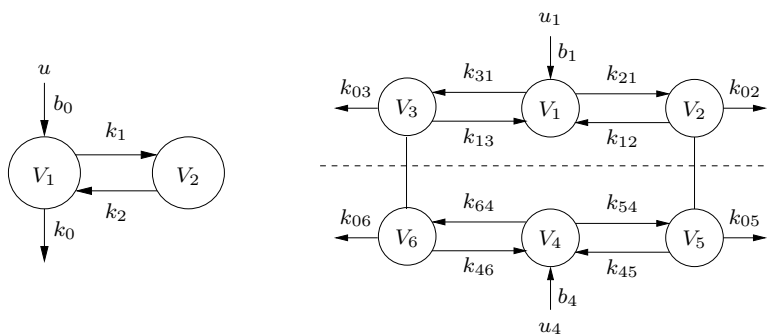 u
b₀
k₁
V₁
V₂
k₂
k₀
u₁
b₁
k₀₃
k₃₁
k₂₁
k₀₂
V₃
V₁
V₂
k₁₃
k₁₂
k₀₆
k₆₄
k₅₄
k₀₅
V₆
V₄
V₅
k₄₆
k₄₅
b₄
u₄